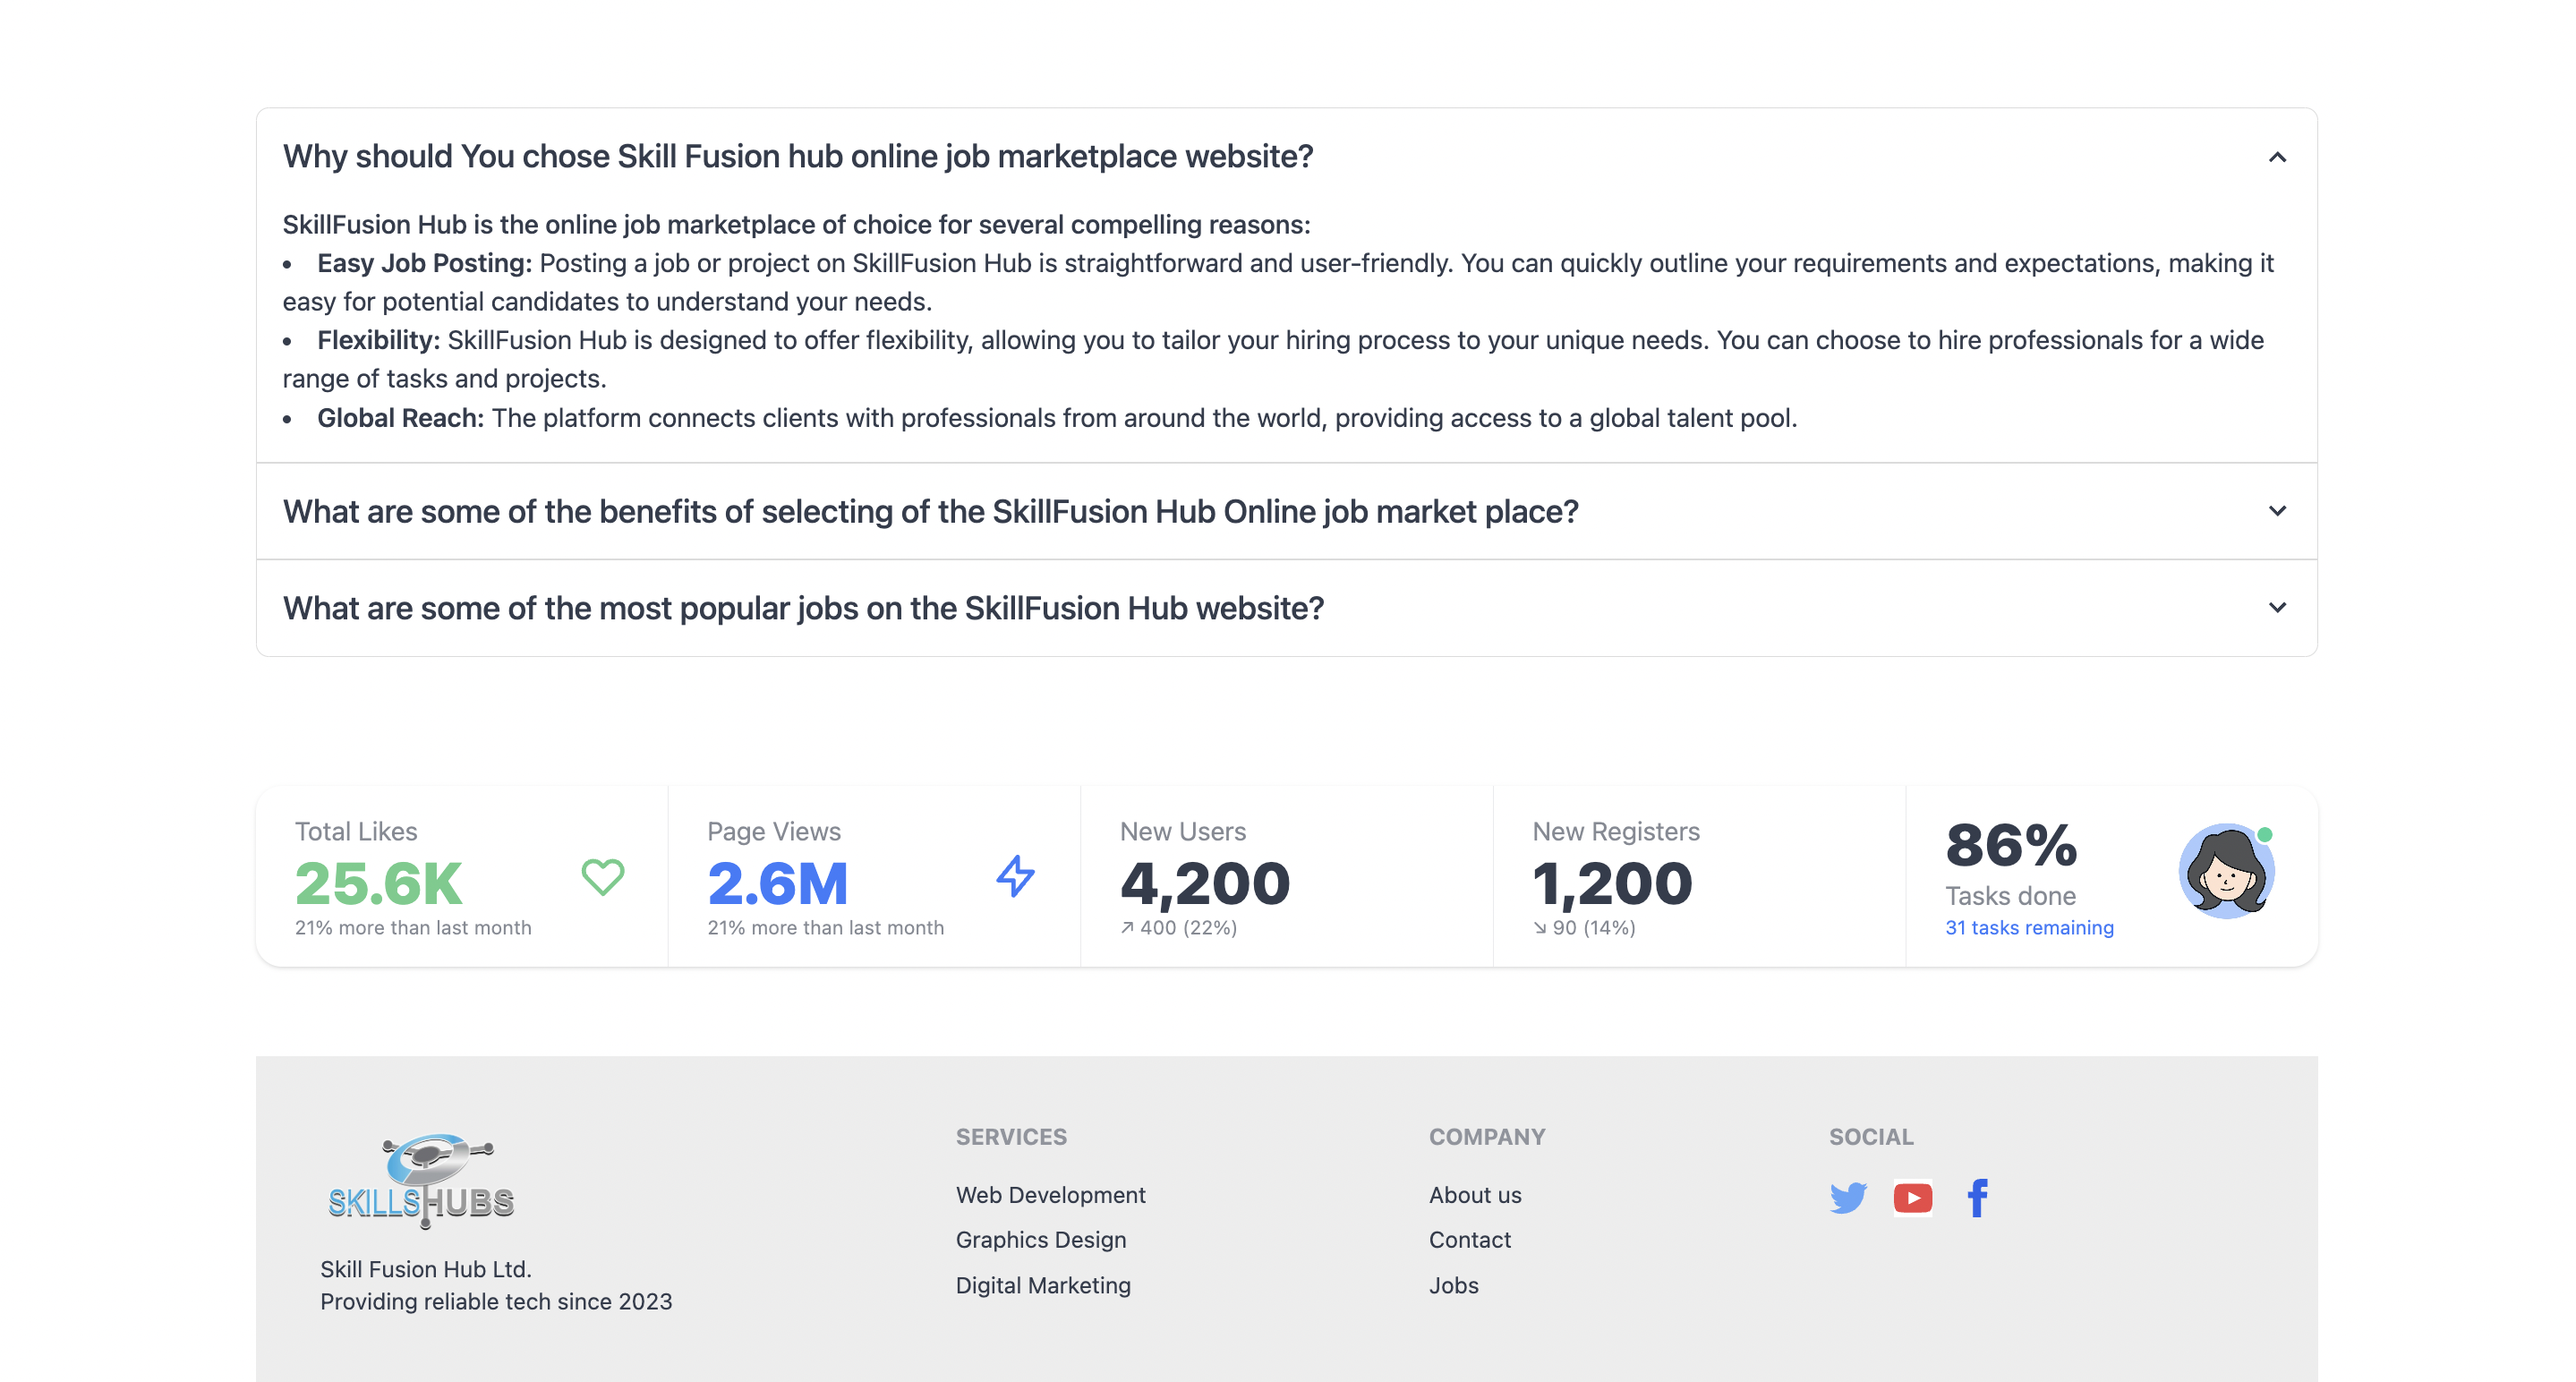 Why should You chose Skill Fusion hub online job marketplace website?
SkillFusion Hub is the online job marketplace of choice for several compelling reasons:
• Easy Job Posting: Posting a job or project on SkillFusion Hub is straightforward and user-friendly. You can quickly outline your requirements and expectations, making it
easy for potential candidates to understand your needs.
• Flexibility: SkillFusion Hub is designed to offer flexibility, allowing you to tailor your hiring process to your unique needs. You can choose to hire professionals for a wide
range of tasks and projects.
• Global Reach: The platform connects clients with professionals from around the world, providing access to a global talent pool.
What are some of the benefits of selecting of the SkillFusion Hub Online job market place?
What are some of the most popular jobs on the SkillFusion Hub website?
Total Likes
25.6K
21% more than last month
Page Views
2.6M
21% more than last month
New Users
4,200
↗︎ 400 (22%)
New Registers
1,200
↘︎ 90 (14%)
86%
Tasks done
31 tasks remaining
SKILLSHUBS
Skill Fusion Hub Ltd.
Providing reliable tech since 2023
SERVICES
Web Development
Graphics Design
Digital Marketing
COMPANY
About us
Contact
Jobs
SOCIAL